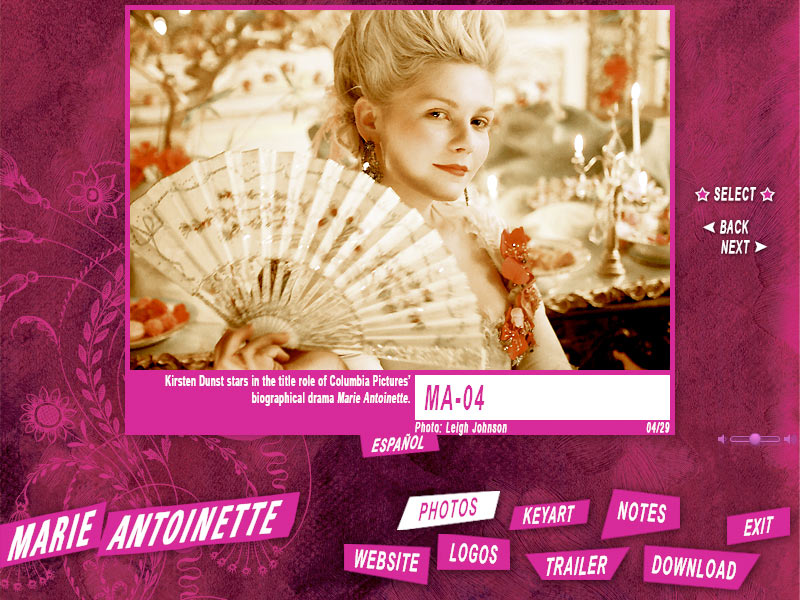 Kirsten Dunst stars in the title role of Columbia Pictures'
biographical drama Marie Antoinette.
MA-04
Photo: Leigh Johnson
04/29
ESPAÑOL
SELECT
BACK
NEXT
MARIE ANTOINETTE
PHOTOS
KEYART
NOTES
EXIT
WEBSITE
LOGOS
TRAILER
DOWNLOAD